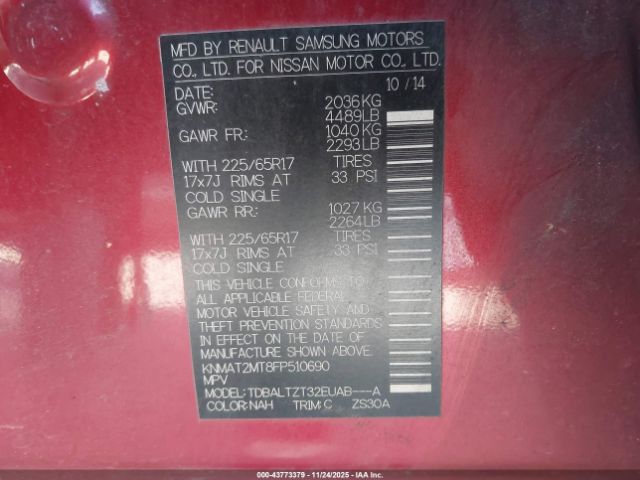 MFD BY RENAULT SAMSUNG MOTORS
CO., LTD. FOR NISSAN MOTOR CO., LTD.
DATE: 10/14
GVWR: 2036KG
4489LB
GAWR FR: 1040KG
2293LB
WITH 225/65R17 TIRES
17x7J RIMS AT 33 PSI
COLD SINGLE
GAWR RR: 1027KG
2264LB
WITH 225/65R17 TIRES
17x7J RIMS AT 33 PSI
COLD SINGLE
THIS VEHICLE CONFORMS TO
ALL APPLICABLE FEDERAL
MOTOR VEHICLE SAFETY AND
THEFT PREVENTION STANDARDS
IN EFFECT ON THE DATE OF
MANUFACTURE SHOWN ABOVE.
KNMAT2MT8FP510690
MPV
MODEL: TDBALTZT32EUAB---A
COLOR: NAH TRIM: C ZS30A
000-43773379 - 11/24/2025 - IAA Inc.